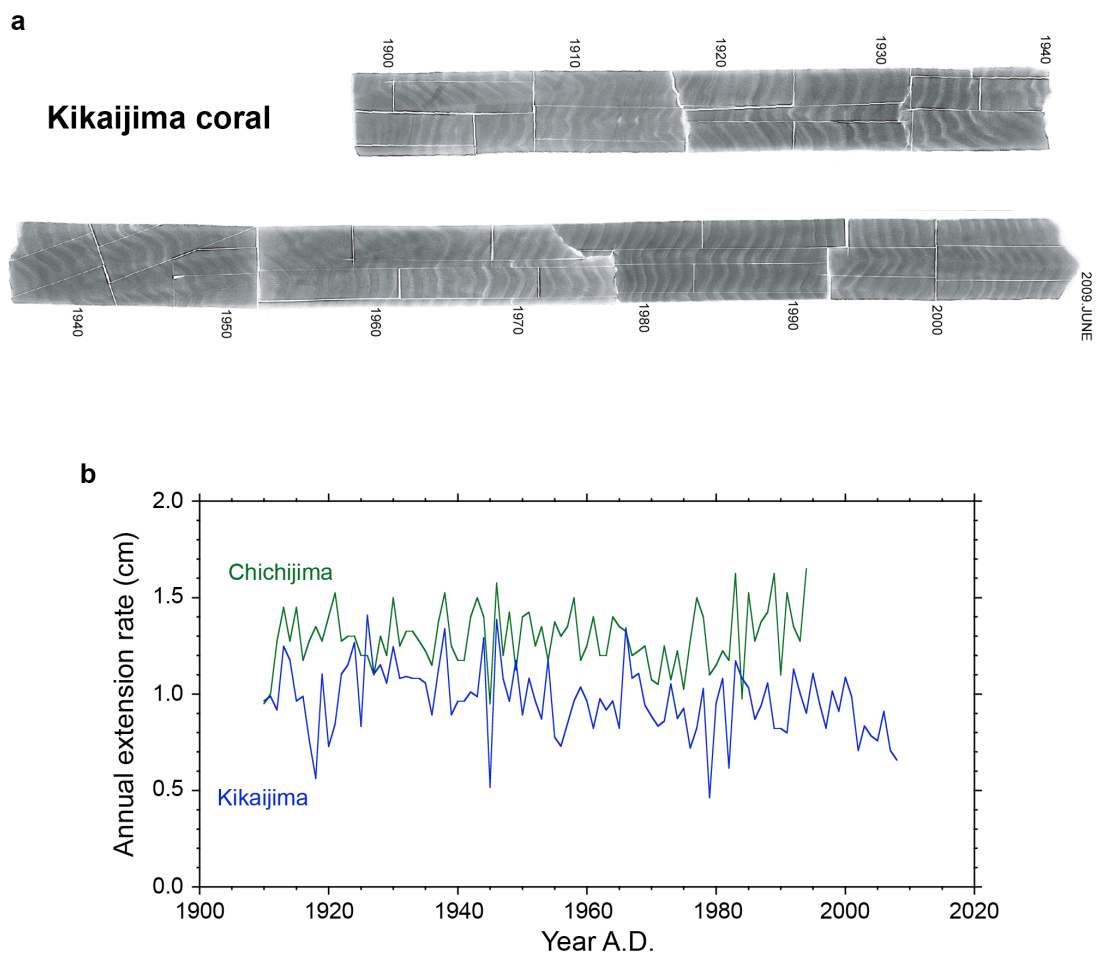 a
Kikaijima coral
1900
1910
1920
1930
1940
1940
1950
1960
1970
1980
1990
2000
2009.JUNE
b
Annual extension rate (cm)
2.0
1.5
1.0
0.5
0.0
Chichijima
Kikaijima
1900 1920 1940 1960 1980 2000 2020
Year A.D.